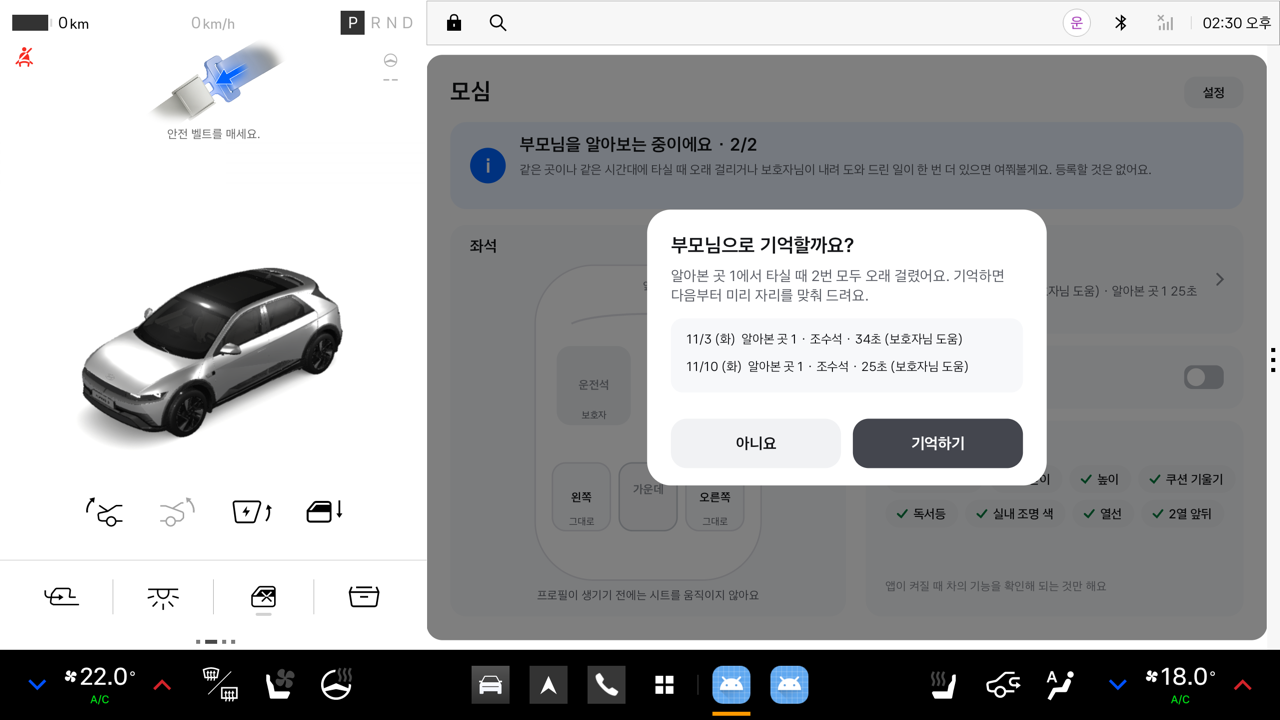 0 km
0 km/h
P R N D
운
02:30 오후
안전 벨트를 매세요.
모심
설정
부모님을 알아보는 중이에요 · 2/2
같은 곳이나 같은 시간대에 타실 때 오래 걸리거나 보호자님이 내려 도와 드린 일이 한 번 더 있으면 여쭤볼게요. 등록할 것은 없어요.
좌석
부모님으로 기억할까요?
알아본 곳 1에서 타실 때 2번 모두 오래 걸렸어요. 기억하면
다음부터 미리 자리를 맞춰 드려요.
11/3 (화) 알아본 곳 1 · 조수석 · 34초 (보호자님 도움)
11/10 (화) 알아본 곳 1 · 조수석 · 25초 (보호자님 도움)
아니요
기억하기
도움) · 알아본 곳 1 25초
운전석
보호자
왼쪽
그대로
가운데
오른쪽
그대로
프로필이 생기기 전에는 시트를 움직이지 않아요
높이
쿠션 기울기
독서등
실내 조명 색
열선
2열 앞뒤
앱이 켜질 때 차의 기능을 확인해 되는 것만 해요
22.0°
A/C
A
18.0°
A/C